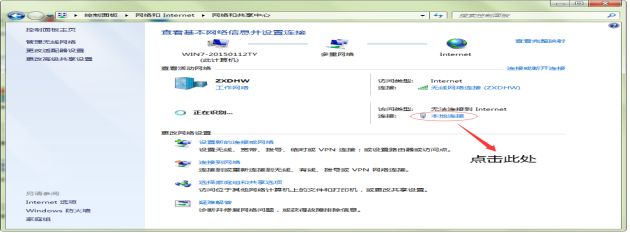 控制面板 ▸ 网络和 Internet ▸ 网络和共享中心
搜索控制面板
控制面板主页
管理无线网络
更改适配器设置
更改高级共享设置
查看基本网络信息并设置连接
查看完整映射
WIN7-20150112TY
(此计算机)
多重网络
Internet
查看活动网络
连接或断开连接
ZXDHW
工作网络
访问类型: Internet
连接: 无线网络连接 (ZXDHW)
正在识别...
访问类型: 无法连接到 Internet
连接: 本地连接
点击此处
更改网络设置
设置新的连接或网络
设置无线、宽带、拨号、临时或 VPN 连接;或设置路由器或访问点。
连接到网络
连接到或重新连接到无线、有线、拨号或 VPN 网络连接。
选择家庭组和共享选项
访问位于其他网络计算机上的文件和打印机,或更改共享设置。
疑难解答
诊断并修复网络问题,或获得故障排除信息。
另请参阅
Internet 选项
Windows 防火墙
家庭组